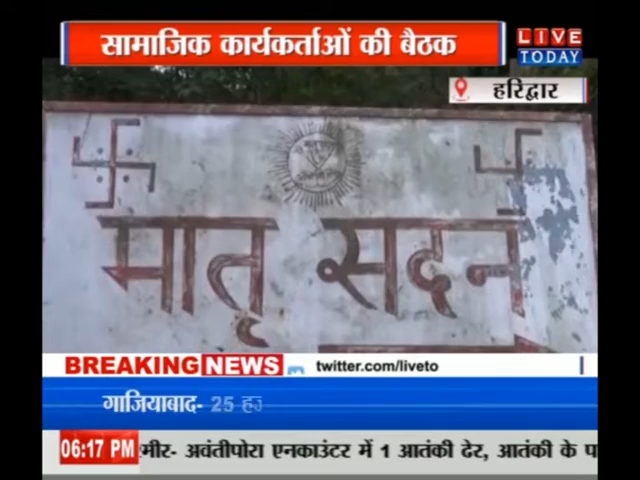 सामाजिक कार्यकर्ताओं की बैठक
LIVE
TODAY
हरिद्वार
मातृ सदन
BREAKING NEWS
twitter.com/liveto
गाजियाबाद- 25
06:17 PM
मीर- अवंतीपोरा एनकाउंटर में 1 आतंकी ढेर, आतंकी के प